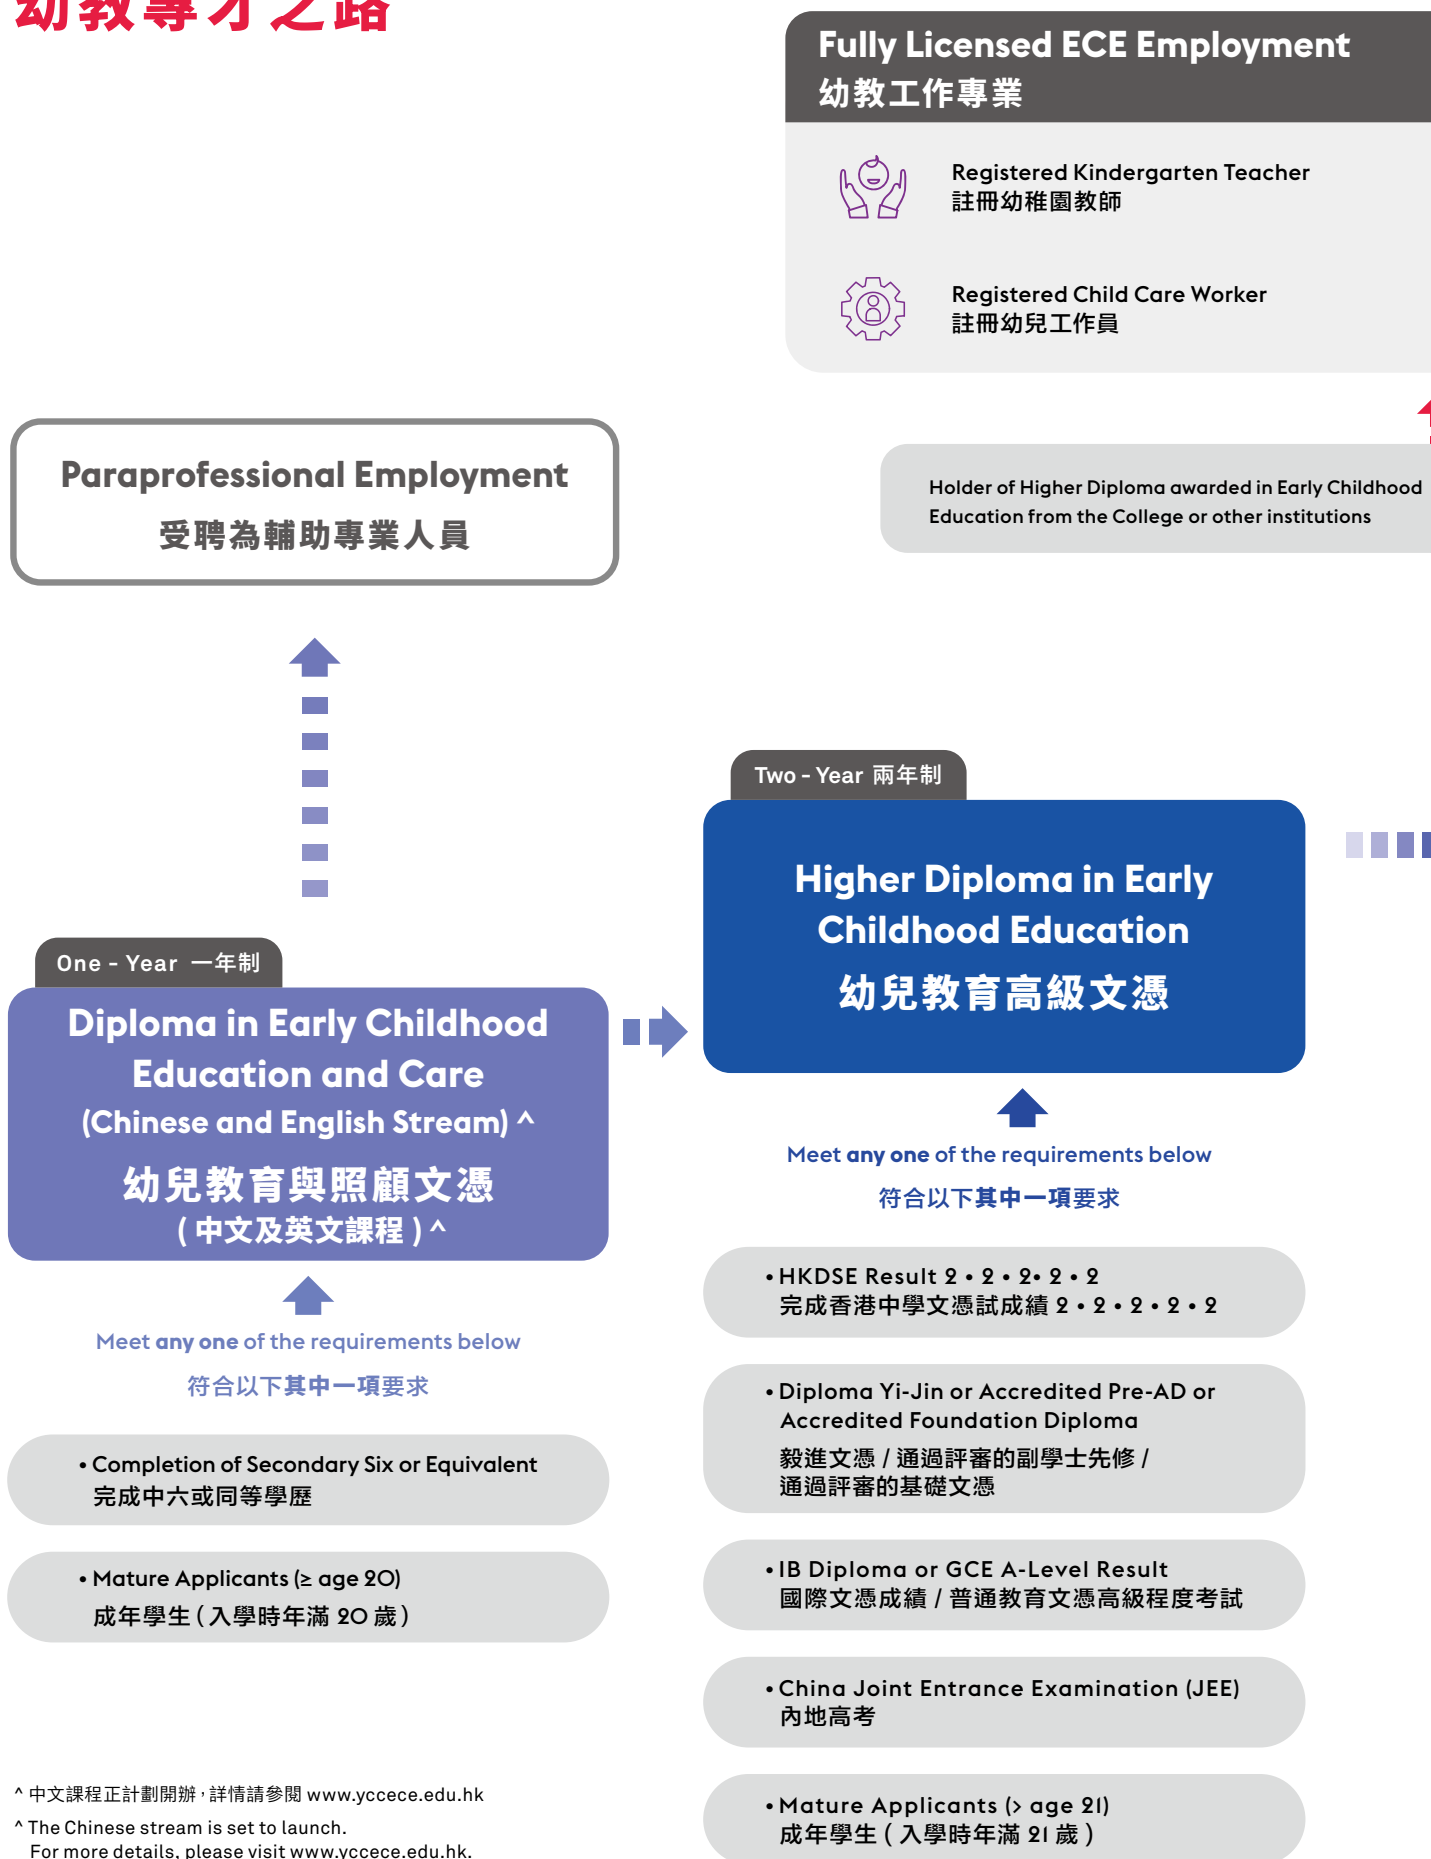 幼教專才之路
Fully Licensed ECE Employment
幼教工作專業
Registered Kindergarten Teacher
註冊幼稚園教師
Registered Child Care Worker
註冊幼兒工作員
Holder of Higher Diploma awarded in Early Childhood
Education from the College or other institutions
Paraprofessional Employment
受聘為輔助專業人員
One - Year 一年制
Diploma in Early Childhood
Education and Care
(Chinese and English Stream) ^
幼兒教育與照顧文憑
( 中文及英文課程 ) ^
Meet any one of the requirements below
符合以下其中一項要求
• Completion of Secondary Six or Equivalent
完成中六或同等學歷
• Mature Applicants (≥ age 20)
成年學生 ( 入學時年滿 20 歲 )
Two - Year 兩年制
Higher Diploma in Early
Childhood Education
幼兒教育高級文憑
Meet any one of the requirements below
符合以下其中一項要求
• HKDSE Result 2 • 2 • 2• 2 • 2
完成香港中學文憑試成績 2 • 2 • 2 • 2 • 2
• Diploma Yi-Jin or Accredited Pre-AD or
Accredited Foundation Diploma
毅進文憑 / 通過評審的副學士先修 /
通過評審的基礎文憑
• IB Diploma or GCE A-Level Result
國際文憑成績 / 普通教育文憑高級程度考試
• China Joint Entrance Examination (JEE)
內地高考
• Mature Applicants (> age 21)
成年學生 ( 入學時年滿 21 歲 )
^ 中文課程正計劃開辦，詳情請參閱 www.yccece.edu.hk
^ The Chinese stream is set to launch.
For more details, please visit www.yccece.edu.hk.